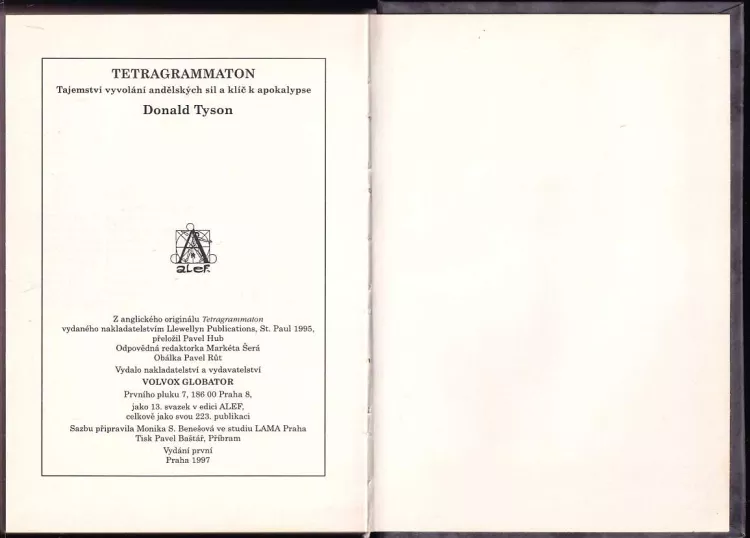 TETRAGRAMMATON
Tajemství vyvolání andělských sil a klíč k apokalypse
Donald Tyson
aLeF.
Z anglického originálu Tetragrammaton
vydaného nakladatelstvím Llewellyn Publications, St. Paul 1995,
přeložil Pavel Hub
Odpovědná redaktorka Markéta Šerá
Obálka Pavel Růt
Vydalo nakladatelství a vydavatelství
VOLVOX GLOBATOR
Prvního pluku 7, 186 00 Praha 8,
jako 13. svazek v edici ALEF,
celkově jako svou 223. publikaci
Sazbu připravila Monika S. Benešová ve studiu LAMA Praha
Tisk Pavel Baštář, Příbram
Vydání první
Praha 1997